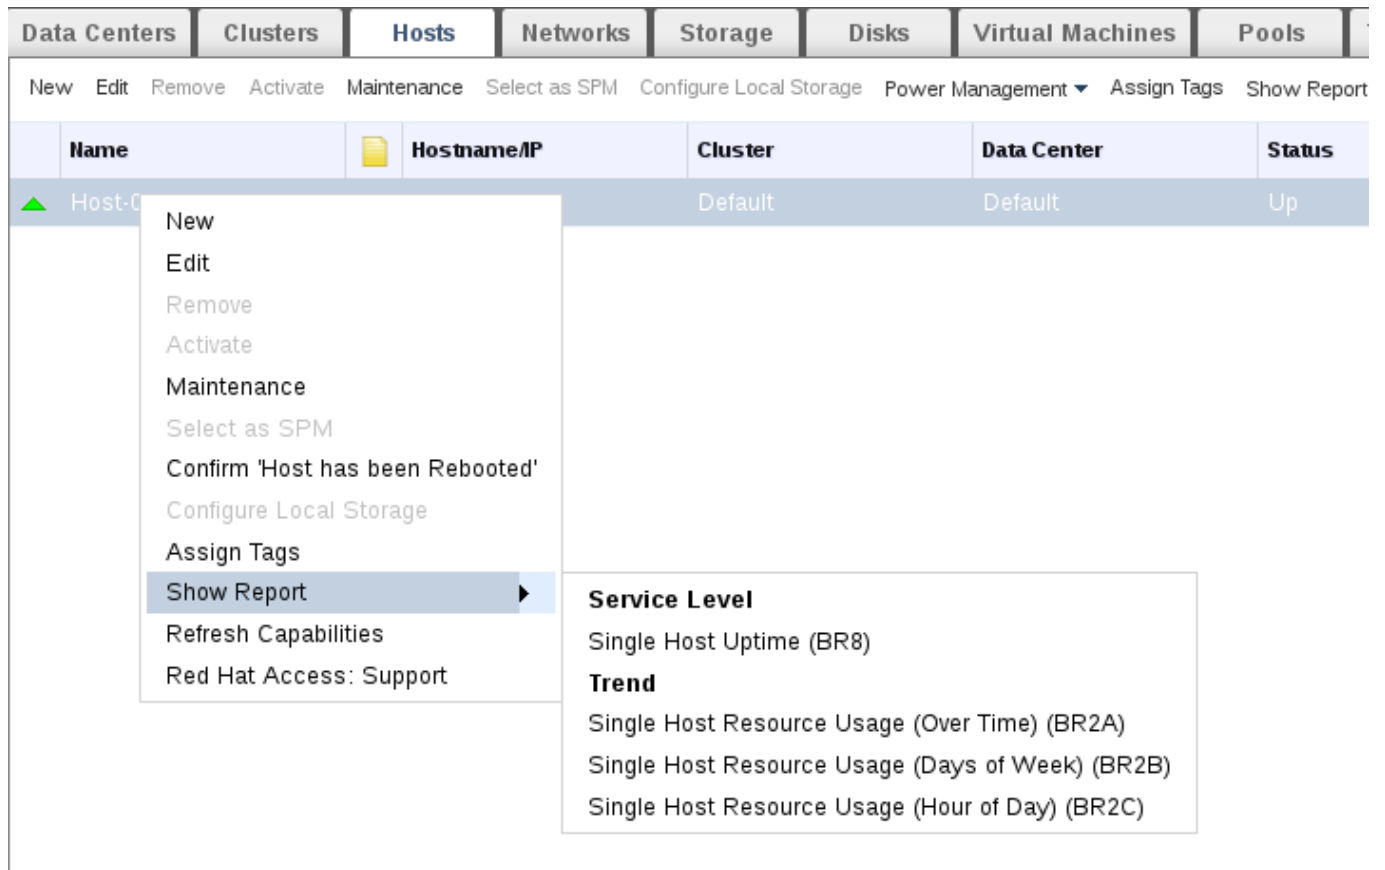 Data Centers Clusters Hosts Networks Storage Disks Virtual Machines Pools
New Edit Remove Activate Maintenance Select as SPM Configure Local Storage Power Management Assign Tags Show Report
Name Hostname/IP Cluster Data Center Status
Default Default Up
New
Edit
Remove
Activate
Maintenance
Select as SPM
Confirm 'Host has been Rebooted'
Configure Local Storage
Assign Tags
Show Report
Refresh Capabilities
Red Hat Access: Support
Service Level
Single Host Uptime (BR8)
Trend
Single Host Resource Usage (Over Time) (BR2A)
Single Host Resource Usage (Days of Week) (BR2B)
Single Host Resource Usage (Hour of Day) (BR2C)